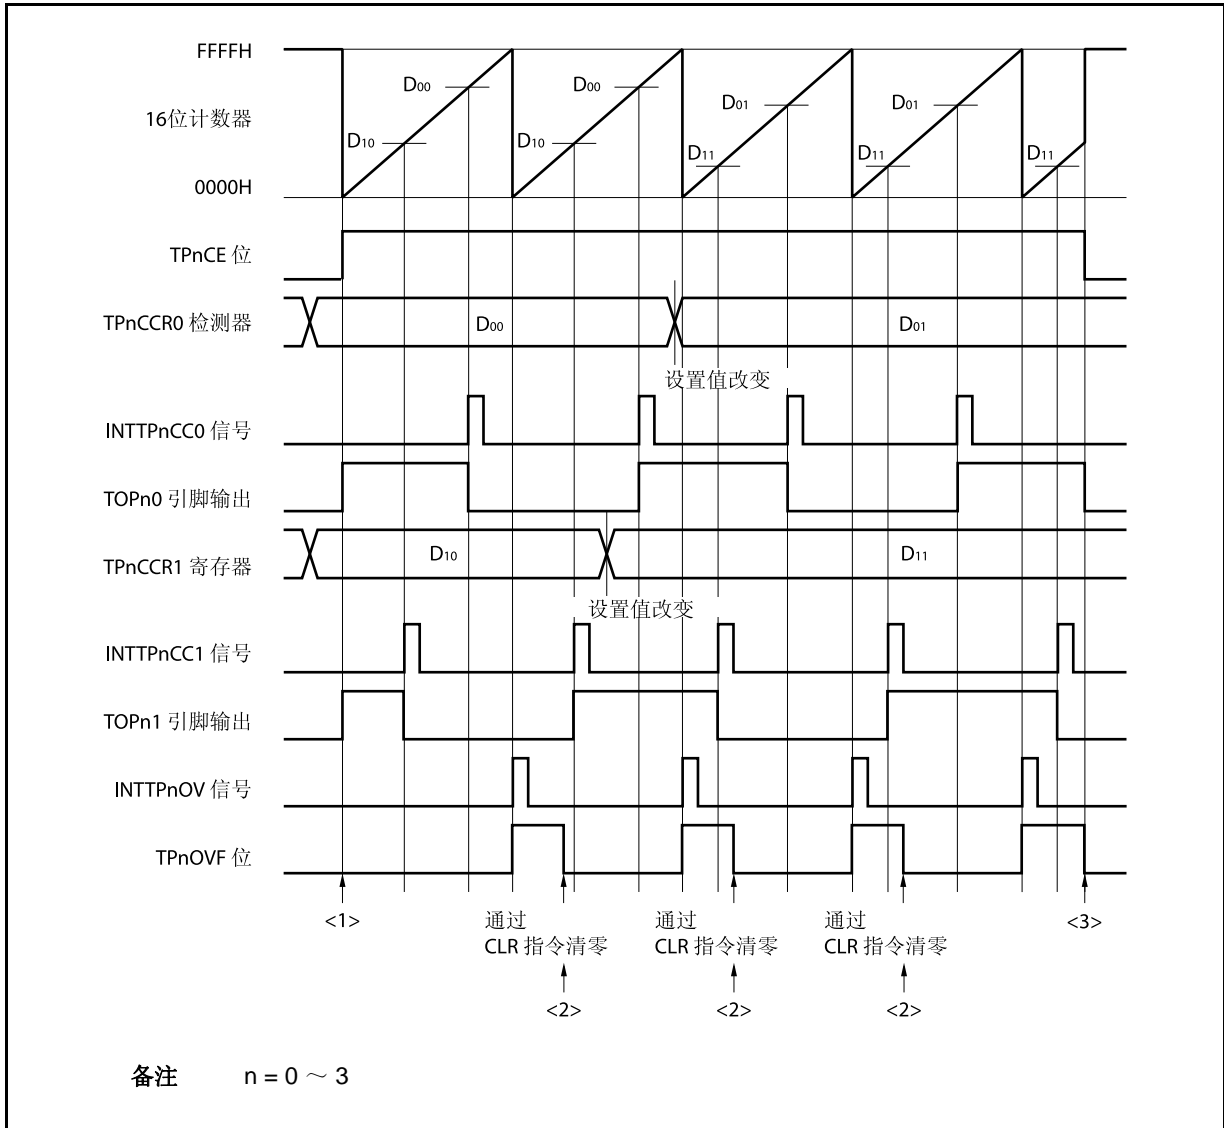 FFFFH
D00 D00
D01 D01
16位计数器
D10 D10 D11 D11 D11
0000H
TPnCE 位
TPnCCR0 检测器 D00 D01
设置值改变
INTTPnCC0 信号
TOPn0 引脚输出
TPnCCR1 寄存器 D10 D11
设置值改变
INTTPnCC1 信号
TOPn1 引脚输出
INTTPnOV 信号
TPnOVF 位
<1> 通过 通过 通过 <3>
CLR 指令清零 CLR 指令清零 CLR 指令清零
<2> <2> <2>
备注 n = 0 ～ 3